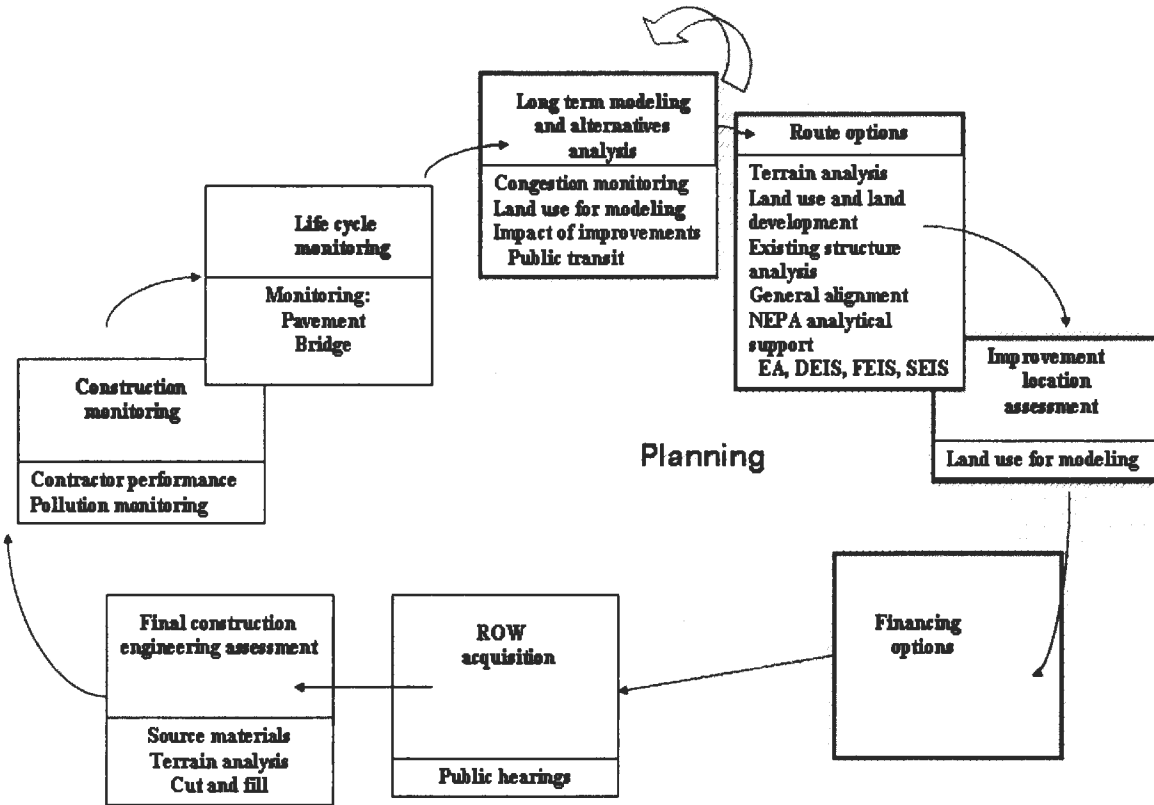 Long term modeling
and alternatives
analysis
Congestion monitoring
Land use for modeling
Impact of improvements
Public transit
Route options
Terrain analysis
Land use and land
development
Existing structure
analysis
General alignment
NEPA analytical
support
EA, DEIS, FEIS, SEIS
Improvement
location
assessment
Land use for modeling
Planning
Financing
options
ROW
acquisition
Public hearings
Final construction
engineering assessment
Source materials
Terrain analysis
Cut and fill
Construction
monitoring
Contractor performance
Pollution monitoring
Life cycle
monitoring
Monitoring:
Pavement
Bridge